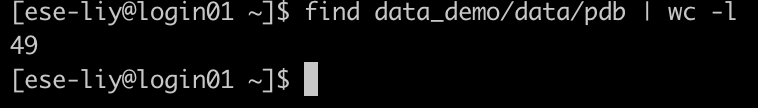 [ese-liy@login01 ~]$ find data_demo/data/pdb | wc -l
49
[ese-liy@login01 ~]$